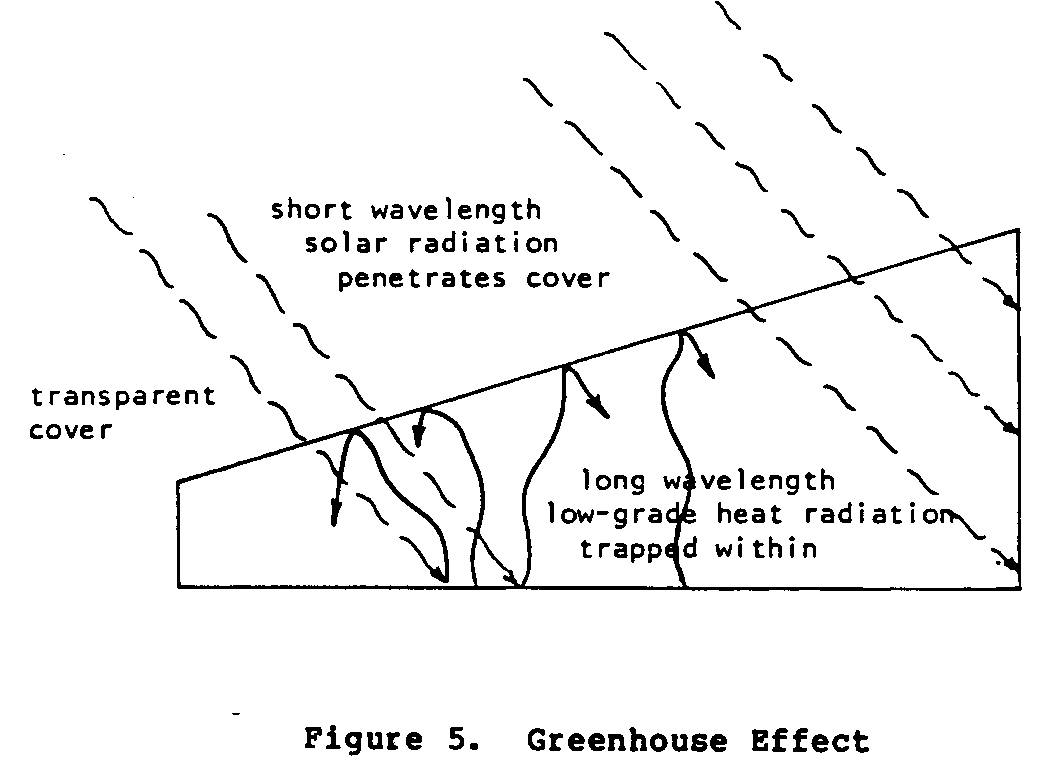 short wavelength
solar radiation
penetrates cover
transparent
cover
long wavelength
low-grade heat radiation
trapped within
Figure 5. Greenhouse Effect